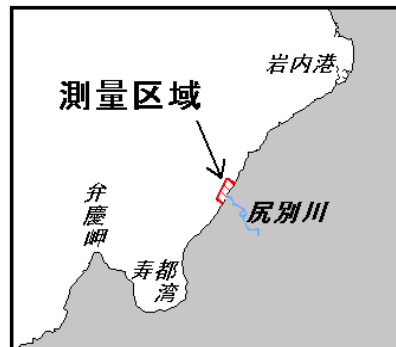 岩内港
測量区域
尻別川
弁慶岬
寿都湾